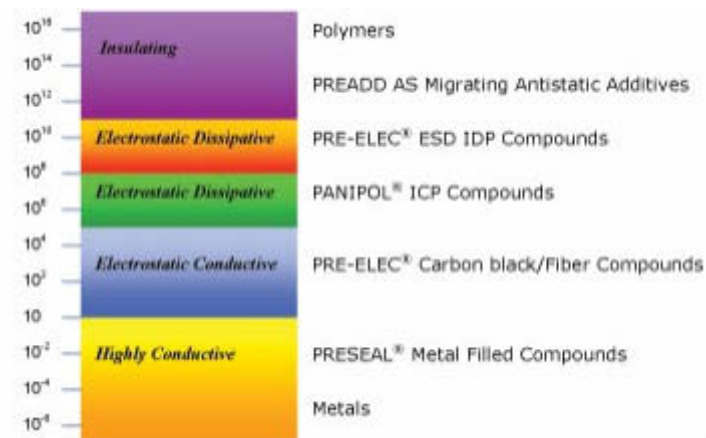 10¹⁶
Polymers
Insulating
10¹⁴
PREADD AS Migrating Antistatic Additives
10¹²
10¹⁰
Electrostatic Dissipative
PRE-ELEC® ESD IDP Compounds
10⁸
Electrostatic Dissipative
PANIPOL® ICP Compounds
10⁶
10⁴
Electrostatic Conductive
PRE-ELEC® Carbon black/Fiber Compounds
10²
10
10⁻²
Highly Conductive
PRESEAL® Metal Filled Compounds
10⁻⁴
Metals